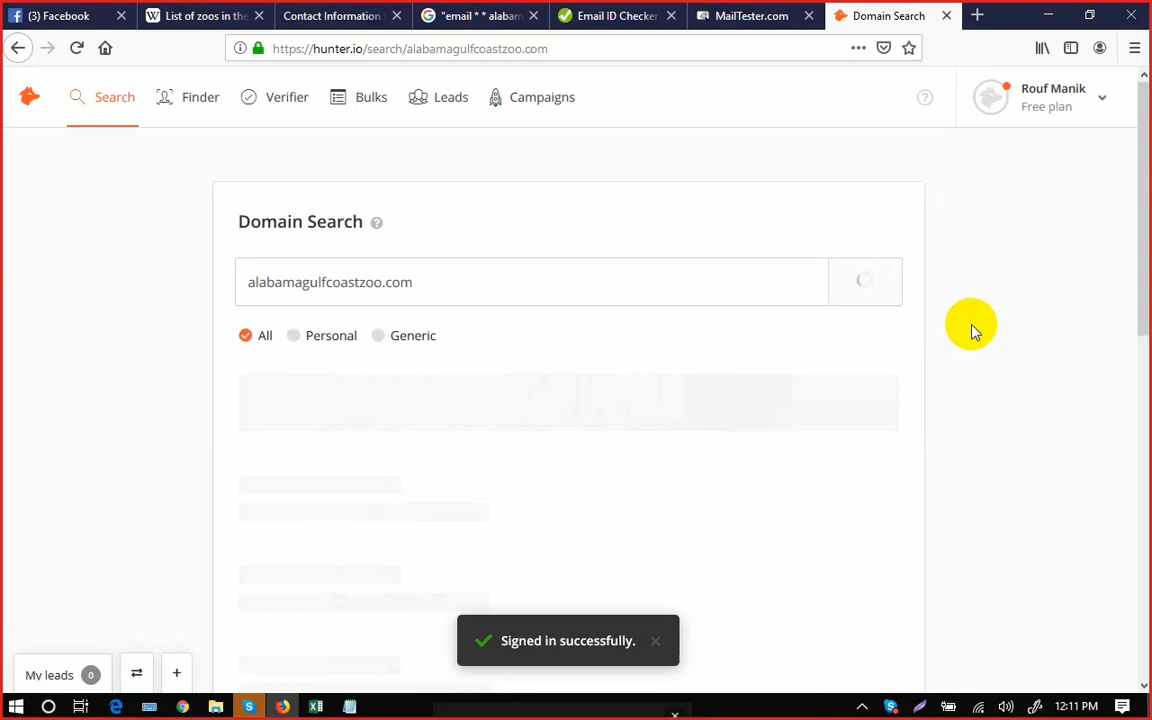 (3) Facebook
List of zoos in the
Contact Information
"email * * alabam
Email ID Checker
MailTester.com
Domain Search
https://hunter.io/search/alabamagulfcoastzoo.com
Search
Finder
Verifier
Bulks
Leads
Campaigns
Rouf Manik
Free plan
Domain Search
alabamagulfcoastzoo.com
All
Personal
Generic
Signed in successfully.
My leads 0
12:11 PM